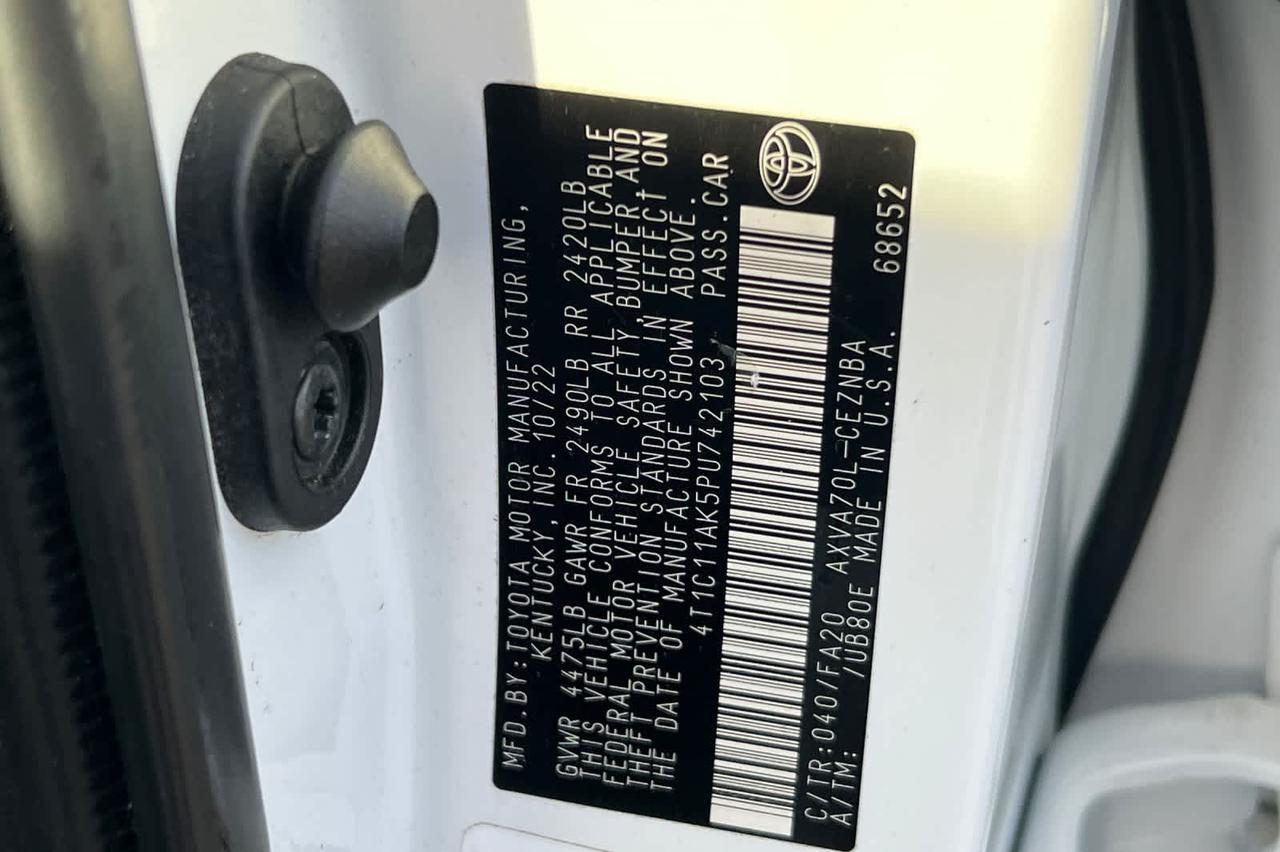 MFD.BY:TOYOTA MOTOR MANUFACTURING,
KENTUCKY,INC. 10/22
GVWR 4475LB GAWR FR 2490LB RR 2420LB
THIS VEHICLE CONFORMS TO ALL APPLICABLE
FEDERAL MOTOR VEHICLE SAFETY,BUMPER,AND
THEFT PREVENTION STANDARDS IN EFFECT ON
THE DATE OF MANUFACTURE SHOWN ABOVE.
4T1C11AK5PU742103 PASS.CAR
C/TR:040/FA20 AXVA70L-CEZNBA
A/TM: /UB80E MADE IN U.S.A. 68652